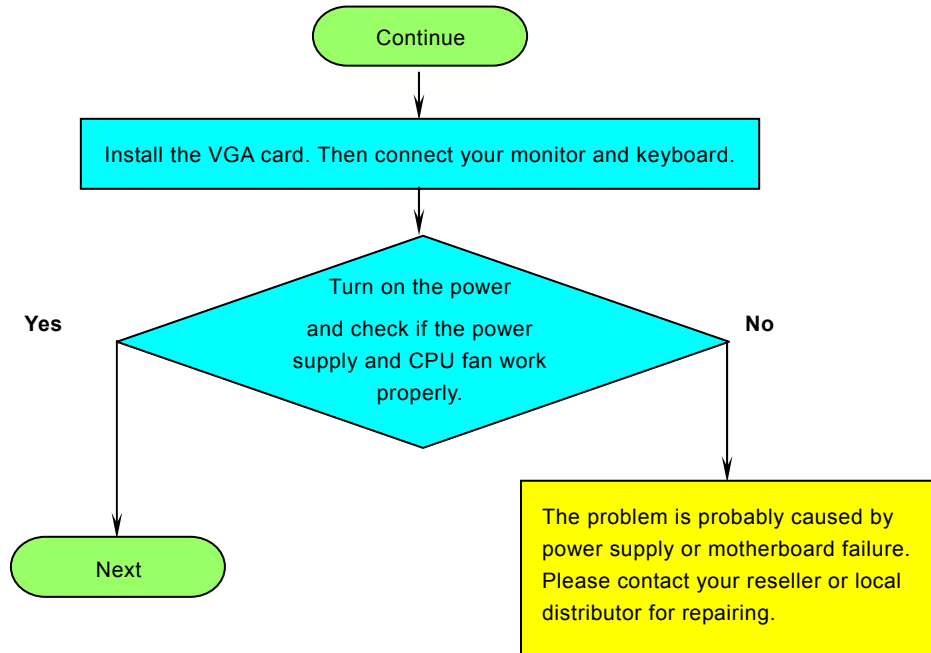 Continue
Install the VGA card. Then connect your monitor and keyboard.
Turn on the power
and check if the power
supply and CPU fan work
properly.
Yes
No
Next
The problem is probably caused by
power supply or motherboard failure.
Please contact your reseller or local
distributor for repairing.